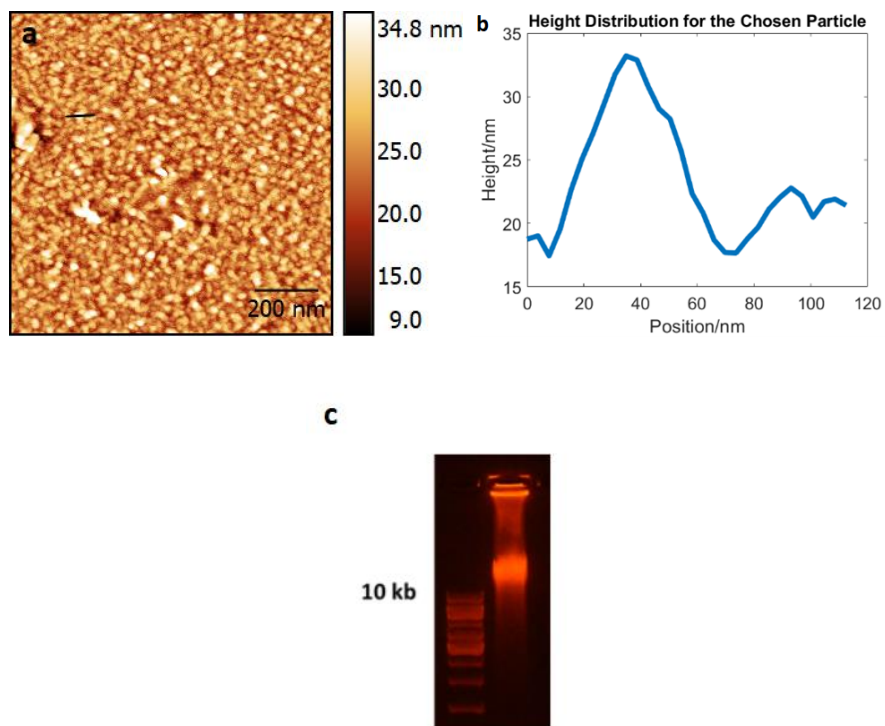 a
34.8 nm
30.0
25.0
20.0
15.0
9.0
200 nm
b
Height Distribution for the Chosen Particle
35
30
25
20
15
Height/nm
0 20 40 60 80 100 120
Position/nm
c
10 kb